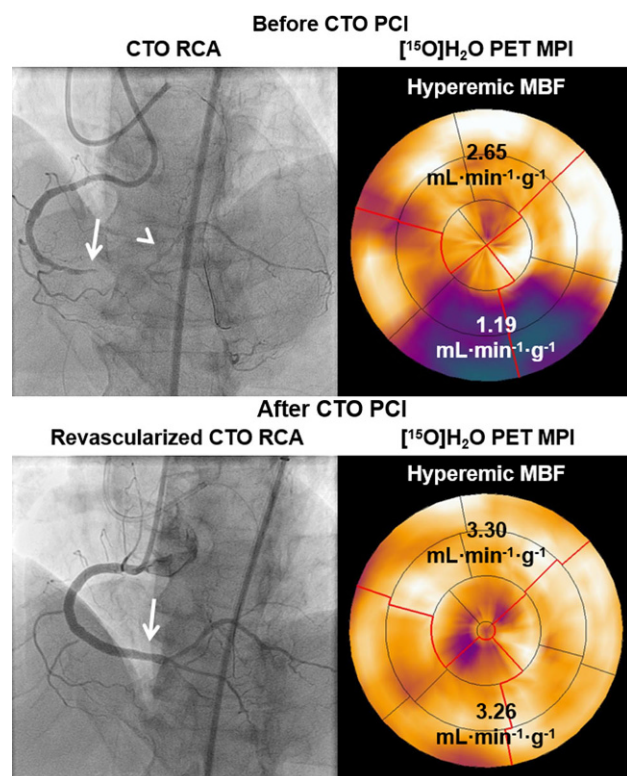 Before CTO PCI
CTO RCA
[¹⁵O]H₂O PET MPI
Hyperemic MBF
2.65
mL·min⁻¹·g⁻¹
1.19
mL·min⁻¹·g⁻¹
After CTO PCI
Revascularized CTO RCA
[¹⁵O]H₂O PET MPI
Hyperemic MBF
3.30
mL·min⁻¹·g⁻¹
3.26
mL·min⁻¹·g⁻¹